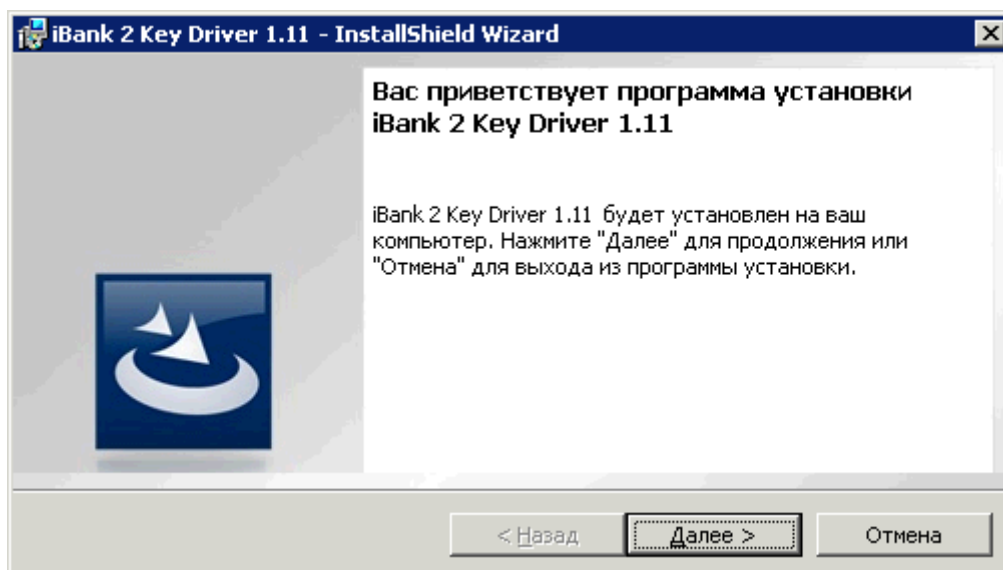 iBank 2 Key Driver 1.11 - InstallShield Wizard
Вас приветствует программа установки
iBank 2 Key Driver 1.11
iBank 2 Key Driver 1.11 будет установлен на ваш
компьютер. Нажмите "Далее" для продолжения или
"Отмена" для выхода из программы установки.
< Назад
Далее >
Отмена